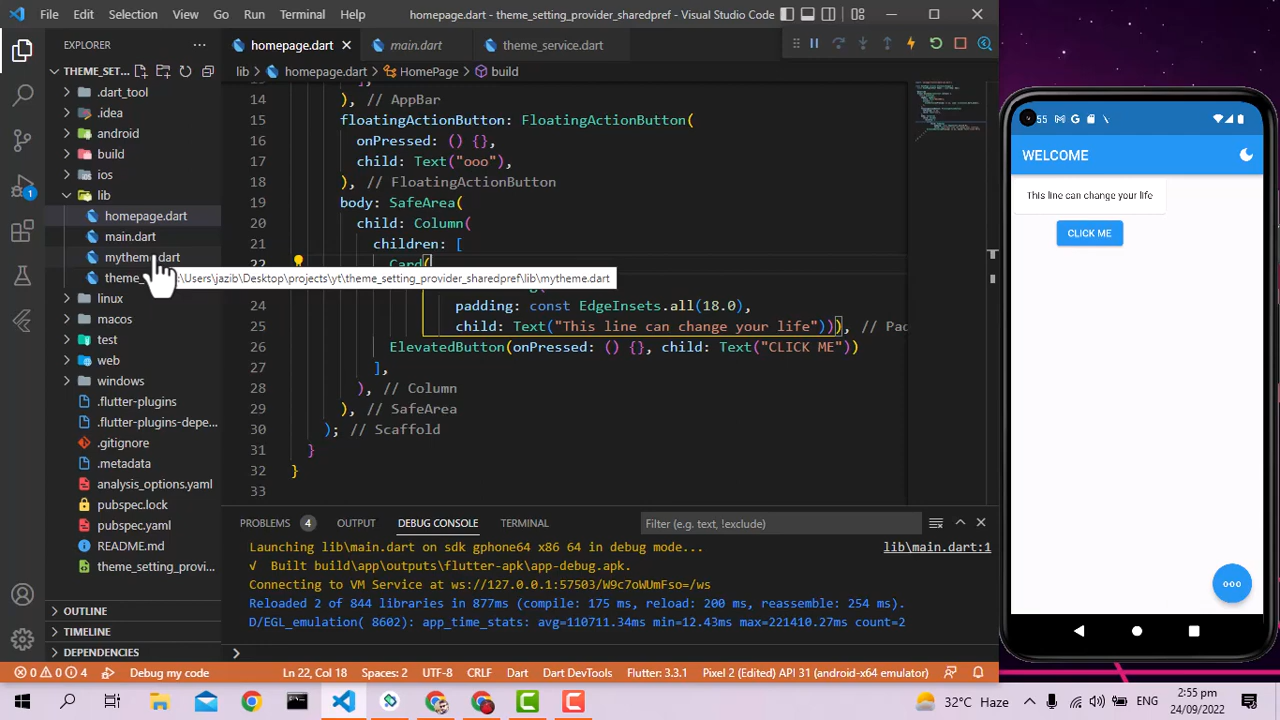 File Edit Selection View Go Run Terminal Help homepage.dart - theme_setting_provider_sharedpref - Visual Studio Code
EXPLORER
THEME_SET...
.dart_tool
.idea
android
build
ios
lib
homepage.dart
main.dart
mytheme.dart
theme_
linux
macos
test
web
windows
.flutter-plugins
.flutter-plugins-depe...
.gitignore
.metadata
analysis_options.yaml
pubspec.lock
pubspec.yaml
README.md
theme_setting_provi...
OUTLINE
TIMELINE
DEPENDENCIES
1
homepage.dart main.dart theme_service.dart
lib > homepage.dart > HomePage > build
14 ), // AppBar
15 floatingActionButton: FloatingActionButton(
16 onPressed: () {},
17 child: Text("ooo"),
18 ), // FloatingActionButton
19 body: SafeArea(
20 child: Column(
21 children: [
22 Card(
:\Users\jazib\Desktop\projects\yt\theme_setting_provider_sharedpref\lib\mytheme.dart
24 padding: const EdgeInsets.all(18.0),
25 child: Text("This line can change your life"))), // Pad
26 ElevatedButton(onPressed: () {}, child: Text("CLICK ME"))
27 ],
28 ), // Column
29 ), // SafeArea
30 ); // Scaffold
31 }
32 }
33
PROBLEMS 4 OUTPUT DEBUG CONSOLE TERMINAL Filter (e.g. text, !exclude)
Launching lib\main.dart on sdk gphone64 x86 64 in debug mode... lib\main.dart:1
√ Built build\app\outputs\flutter-apk\app-debug.apk.
Connecting to VM Service at ws://127.0.0.1:57503/W9c7oWUmFso=/ws
Reloaded 2 of 844 libraries in 877ms (compile: 175 ms, reload: 200 ms, reassemble: 254 ms).
D/EGL_emulation( 8602): app_time_stats: avg=110711.34ms min=12.43ms max=221410.27ms count=2
>
0 0 4 Debug my code Ln 22, Col 18 Spaces: 2 UTF-8 CRLF Dart Dart DevTools Flutter: 3.3.1 Pixel 2 (Edited) API 31 (android-x64 emulator)
:55
WELCOME
This line can change your life
CLICK ME
ooo
32°C Haze ENG 2:55 pm
24/09/2022